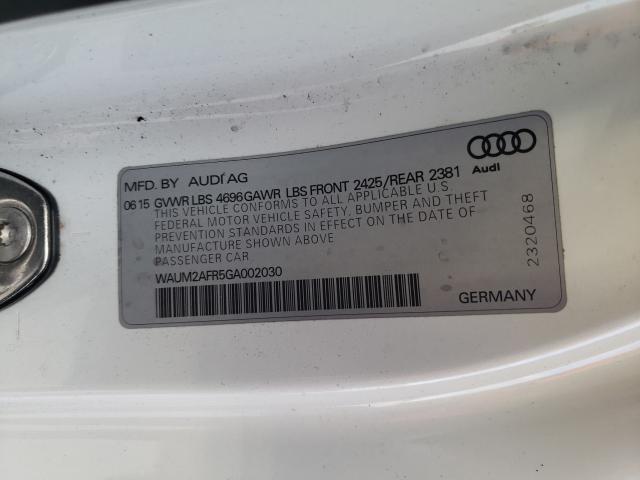 MFD. BY AUDI AG
Audi
06 15 GVWR LBS 4696 GAWR LBS FRONT 2425/REAR 2381
THIS VEHICLE CONFORMS TO ALL APPLICABLE U.S.
FEDERAL MOTOR VEHICLE SAFETY, BUMPER AND THEFT
PREVENTION STANDARDS IN EFFECT ON THE DATE OF
MANUFACTURE SHOWN ABOVE
PASSENGER CAR.
WAUM2AFR5GA002030
GERMANY
2320468